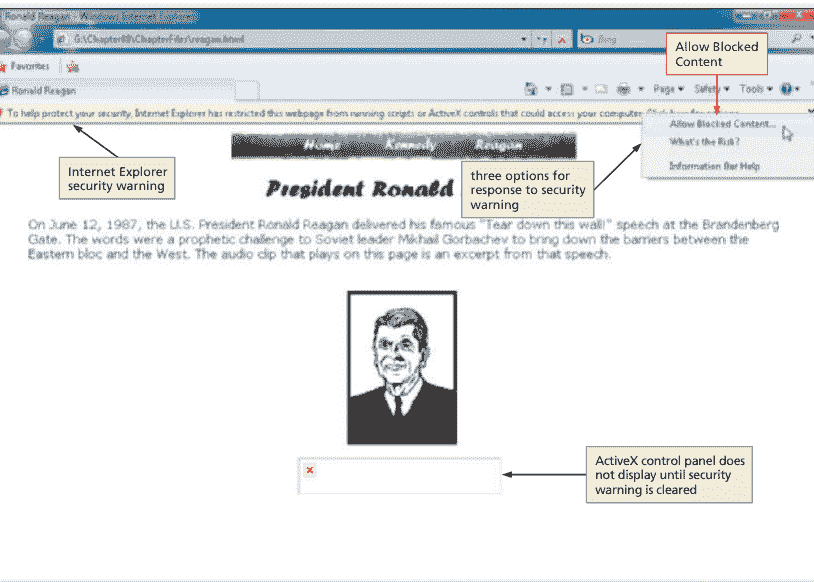 Ronald Reagan - Windows Internet Explorer
G:\Chapter09\ChapterFiles\reagan.html
Bing
Allow Blocked
Content
Favorites
Ronald Reagan
Page
Safety
Tools
To help protect your security, Internet Explorer has restricted this webpage from running scripts or ActiveX controls that could access your computer. Click here for options...
Allow Blocked Content...
What's the Risk?
Information Bar Help
Internet Explorer
security warning
three options for
response to security
warning
Home Kennedy Reagan
President Ronald
On June 12, 1987, the U.S. President Ronald Reagan delivered his famous "Tear down this wall!" speech at the Brandenberg
Gate. The words were a prophetic challenge to Soviet leader Mikhail Gorbachev to bring down the barriers between the
Eastern bloc and the West. The audio clip that plays on this page is an excerpt from that speech.
ActiveX control panel does
not display until security
warning is cleared